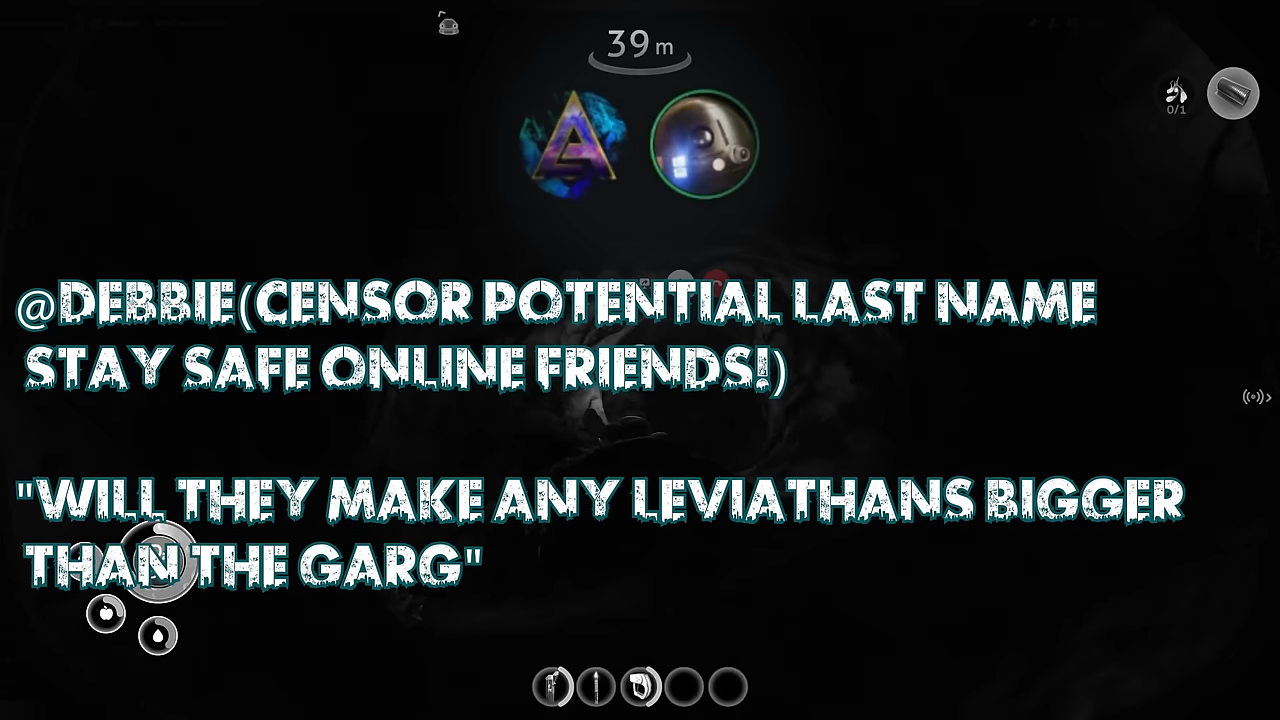 39 m
0/1
@DEBBIE(CENSOR POTENTIAL LAST NAME
STAY SAFE ONLINE FRIENDS!)
"WILL THEY MAKE ANY LEVIATHANS BIGGER
THAN THE GARG"